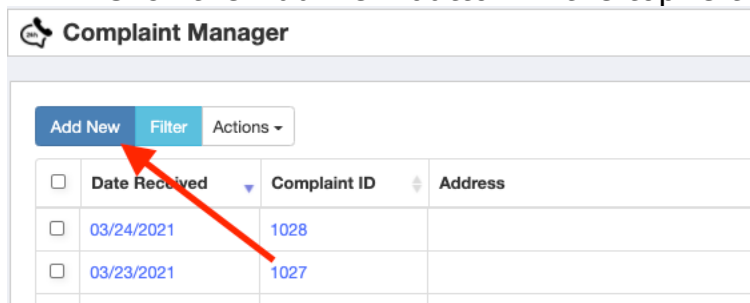 Complaint Manager
Add New Filter Actions
Date Received Complaint ID Address
03/24/2021 1028
03/23/2021 1027